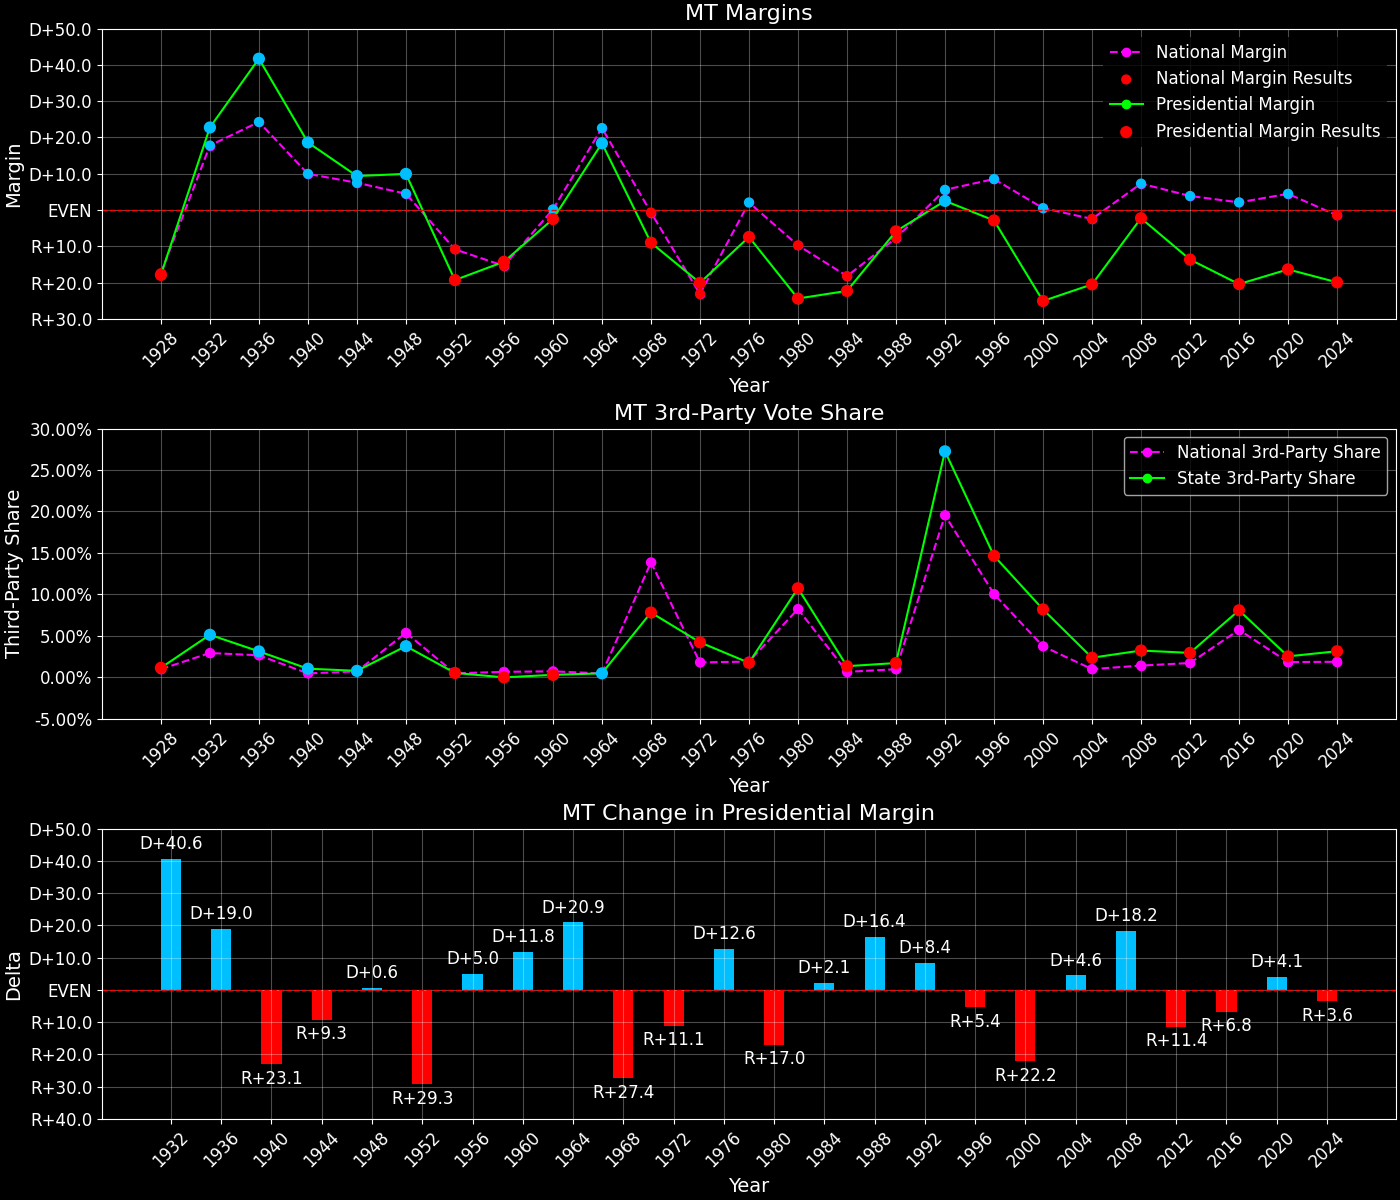 MT Margins
D+50.0
D+40.0
D+30.0
D+20.0
D+10.0
EVEN
R+10.0
R+20.0
R+30.0
Margin
National Margin
National Margin Results
Presidential Margin
Presidential Margin Results
1928 1932 1936 1940 1944 1948 1952 1956 1960 1964 1968 1972 1976 1980 1984 1988 1992 1996 2000 2004 2008 2012 2016 2020 2024
Year
MT 3rd-Party Vote Share
30.00%
25.00%
20.00%
15.00%
10.00%
5.00%
0.00%
-5.00%
Third-Party Share
National 3rd-Party Share
State 3rd-Party Share
1928 1932 1936 1940 1944 1948 1952 1956 1960 1964 1968 1972 1976 1980 1984 1988 1992 1996 2000 2004 2008 2012 2016 2020 2024
Year
MT Change in Presidential Margin
D+50.0
D+40.0
D+30.0
D+20.0
D+10.0
EVEN
R+10.0
R+20.0
R+30.0
R+40.0
Delta
D+40.6
D+19.0
R+23.1
R+9.3
D+0.6
R+29.3
D+5.0
D+11.8
D+20.9
R+27.4
R+11.1
D+12.6
R+17.0
D+2.1
D+16.4
D+8.4
R+5.4
R+22.2
D+4.6
D+18.2
R+11.4
R+6.8
D+4.1
R+3.6
1932 1936 1940 1944 1948 1952 1956 1960 1964 1968 1972 1976 1980 1984 1988 1992 1996 2000 2004 2008 2012 2016 2020 2024
Year